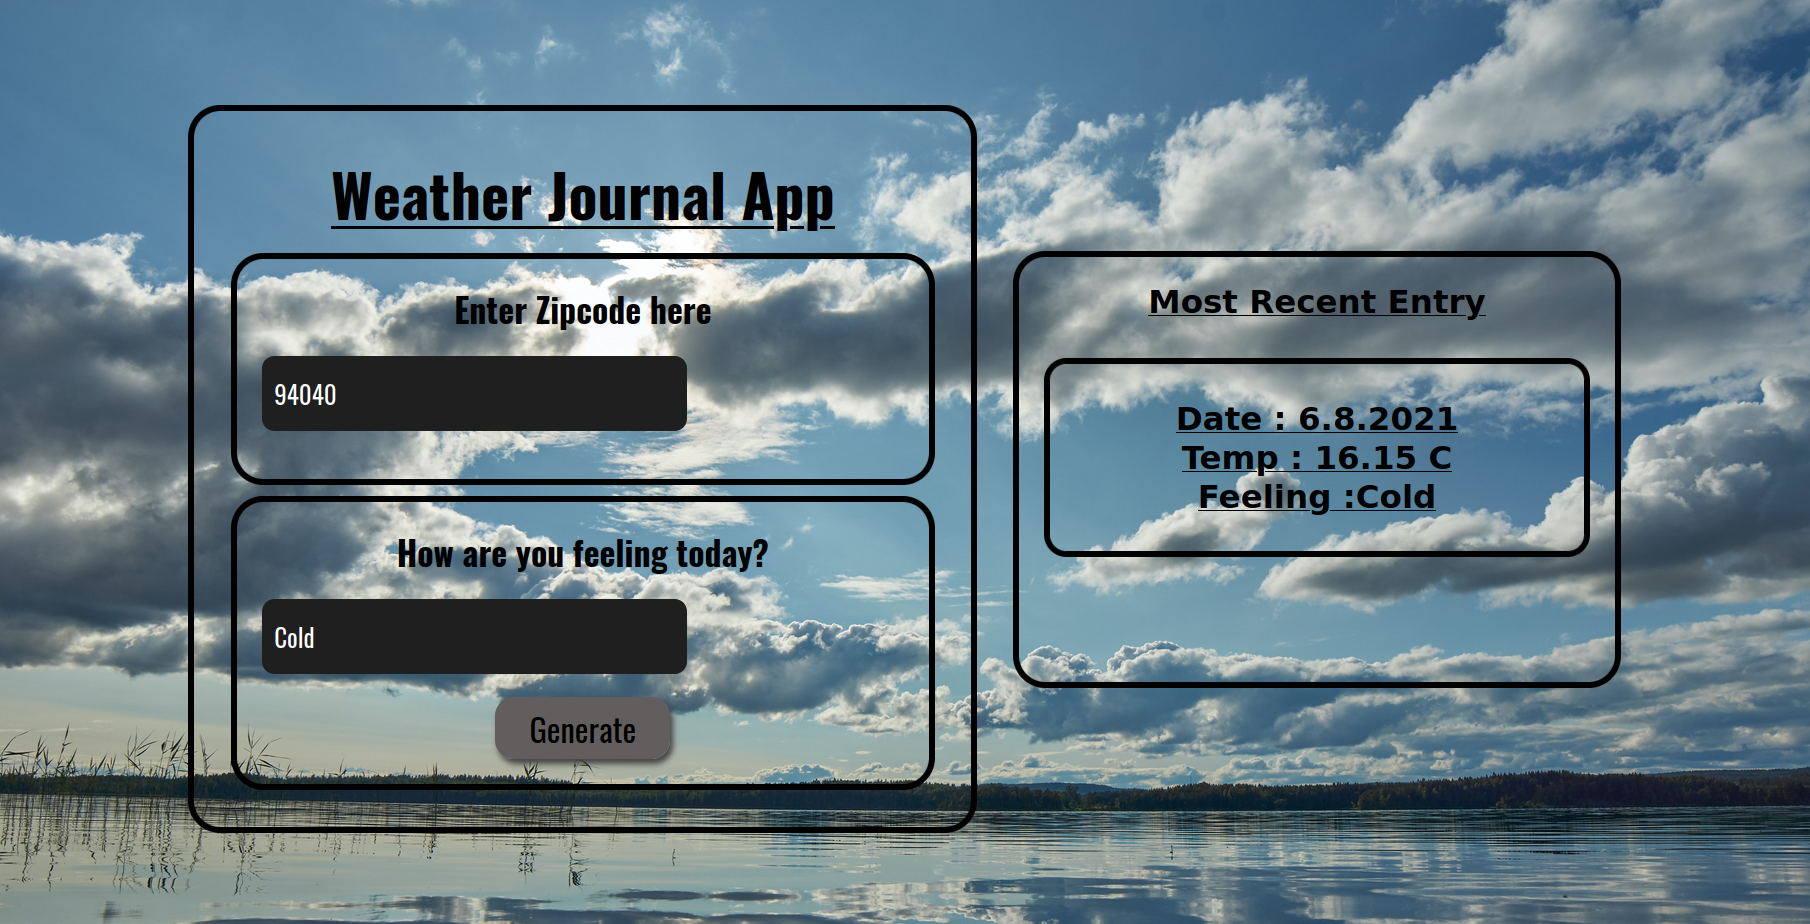 Weather Journal App
Enter Zipcode here
94040
How are you feeling today?
Cold
Generate
Most Recent Entry
Date : 6.8.2021
Temp : 16.15 C
Feeling :Cold